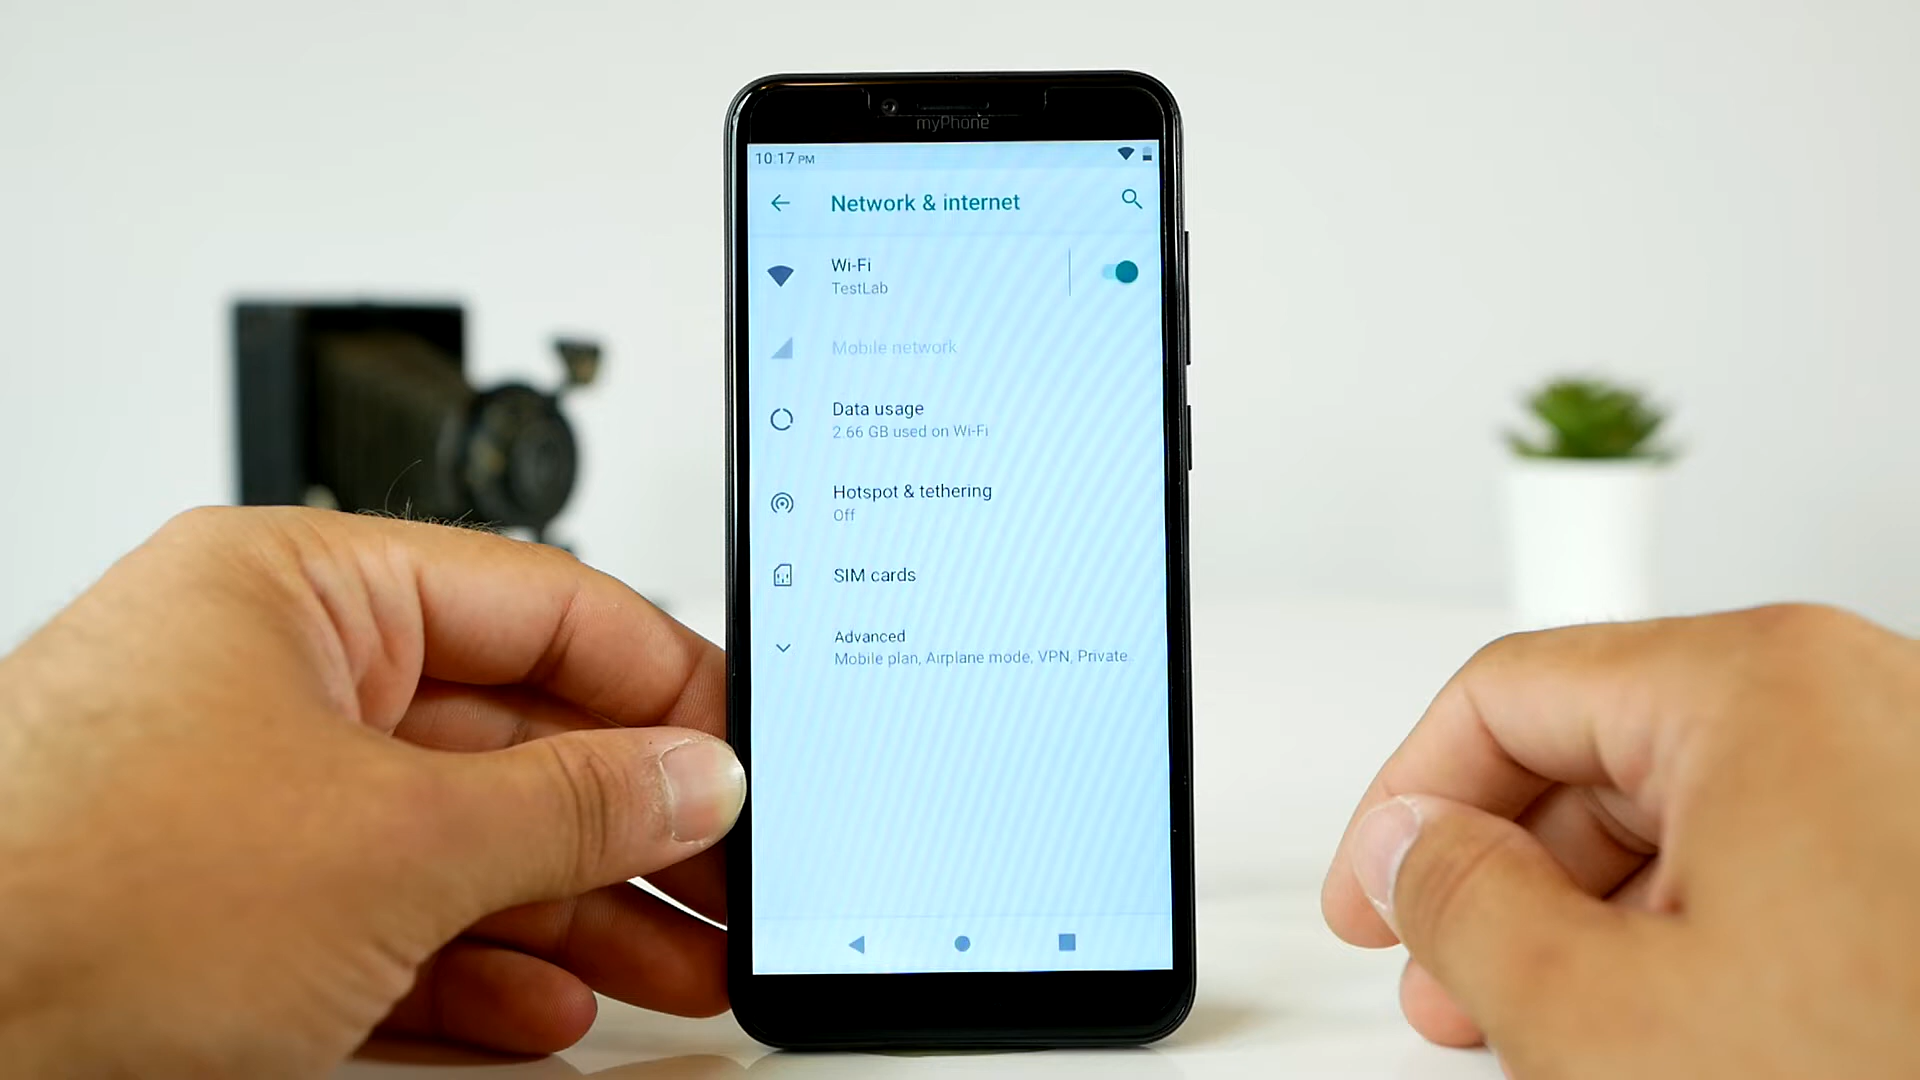 myPhone
10:17 PM
Network & internet
Wi-Fi
TestLab
Mobile network
Data usage
2.66 GB used on Wi-Fi
Hotspot & tethering
Off
SIM cards
Advanced
Mobile plan, Airplane mode, VPN, Private